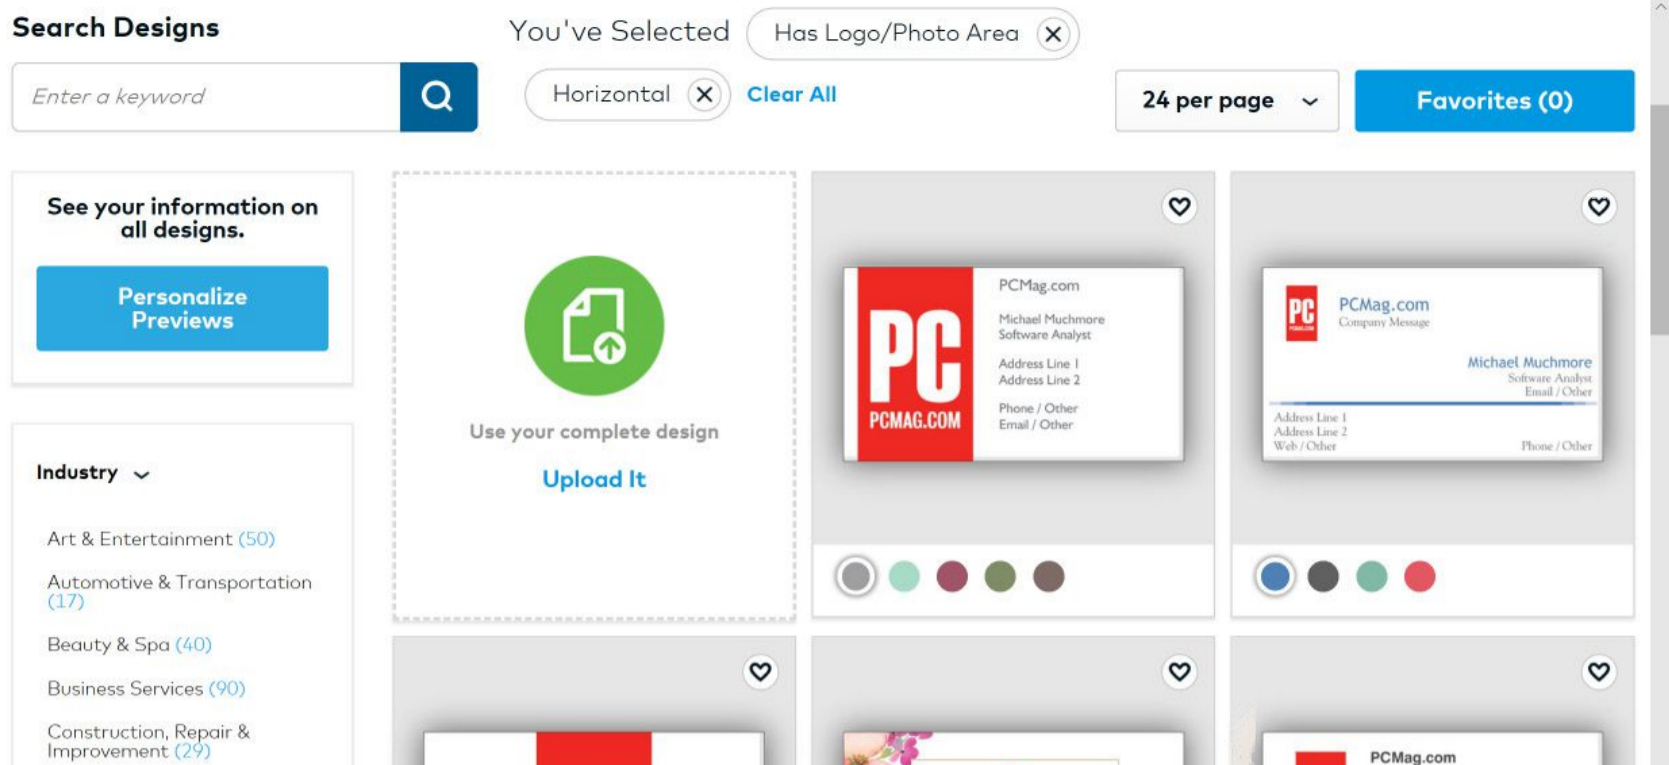 Search Designs
You've Selected
Has Logo/Photo Area
Enter a keyword
Horizontal
Clear All
24 per page
Favorites (0)
See your information on
all designs.
Personalize
Previews
Industry
Art & Entertainment (50)
Automotive & Transportation
(17)
Beauty & Spa (40)
Business Services (90)
Construction, Repair &
Improvement (29)
Use your complete design
Upload It
PC
PCMAG.COM
PCMag.com
Michael Muchmore
Software Analyst
Address Line 1
Address Line 2
Phone / Other
Email / Other
PC
PCMAG.COM
PCMag.com
Company Message
Michael Muchmore
Software Analyst
Email / Other
Address Line 1
Address Line 2
Web / Other
Phone / Other
PCMag.com